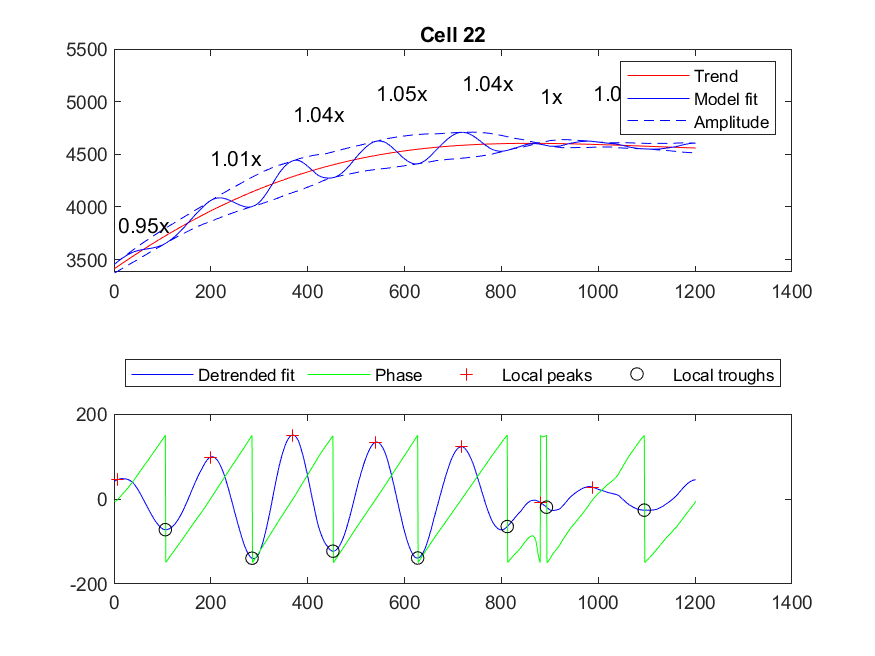 Cell 22
5500
5000
4500
4000
3500
0.95x
1.01x
1.04x
1.05x
1.04x
1x
1.0
Trend
Model fit
Amplitude
0 200 400 600 800 1000 1200 1400
Detrended fit Phase Local peaks Local troughs
200
0
-200
0 200 400 600 800 1000 1200 1400